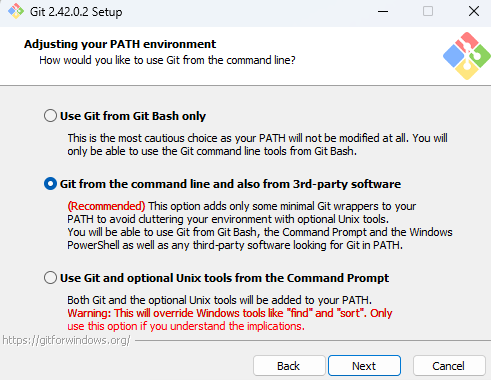 Git 2.42.0.2 Setup
Adjusting your PATH environment
How would you like to use Git from the command line?
Use Git from Git Bash only
This is the most cautious choice as your PATH will not be modified at all. You will
only be able to use the Git command line tools from Git Bash.
Git from the command line and also from 3rd-party software
(Recommended) This option adds only some minimal Git wrappers to your
PATH to avoid cluttering your environment with optional Unix tools.
You will be able to use Git from Git Bash, the Command Prompt and the Windows
PowerShell as well as any third-party software looking for Git in PATH.
Use Git and optional Unix tools from the Command Prompt
Both Git and the optional Unix tools will be added to your PATH.
Warning: This will override Windows tools like "find" and "sort". Only
use this option if you understand the implications.
https://gitforwindows.org/
Back Next Cancel